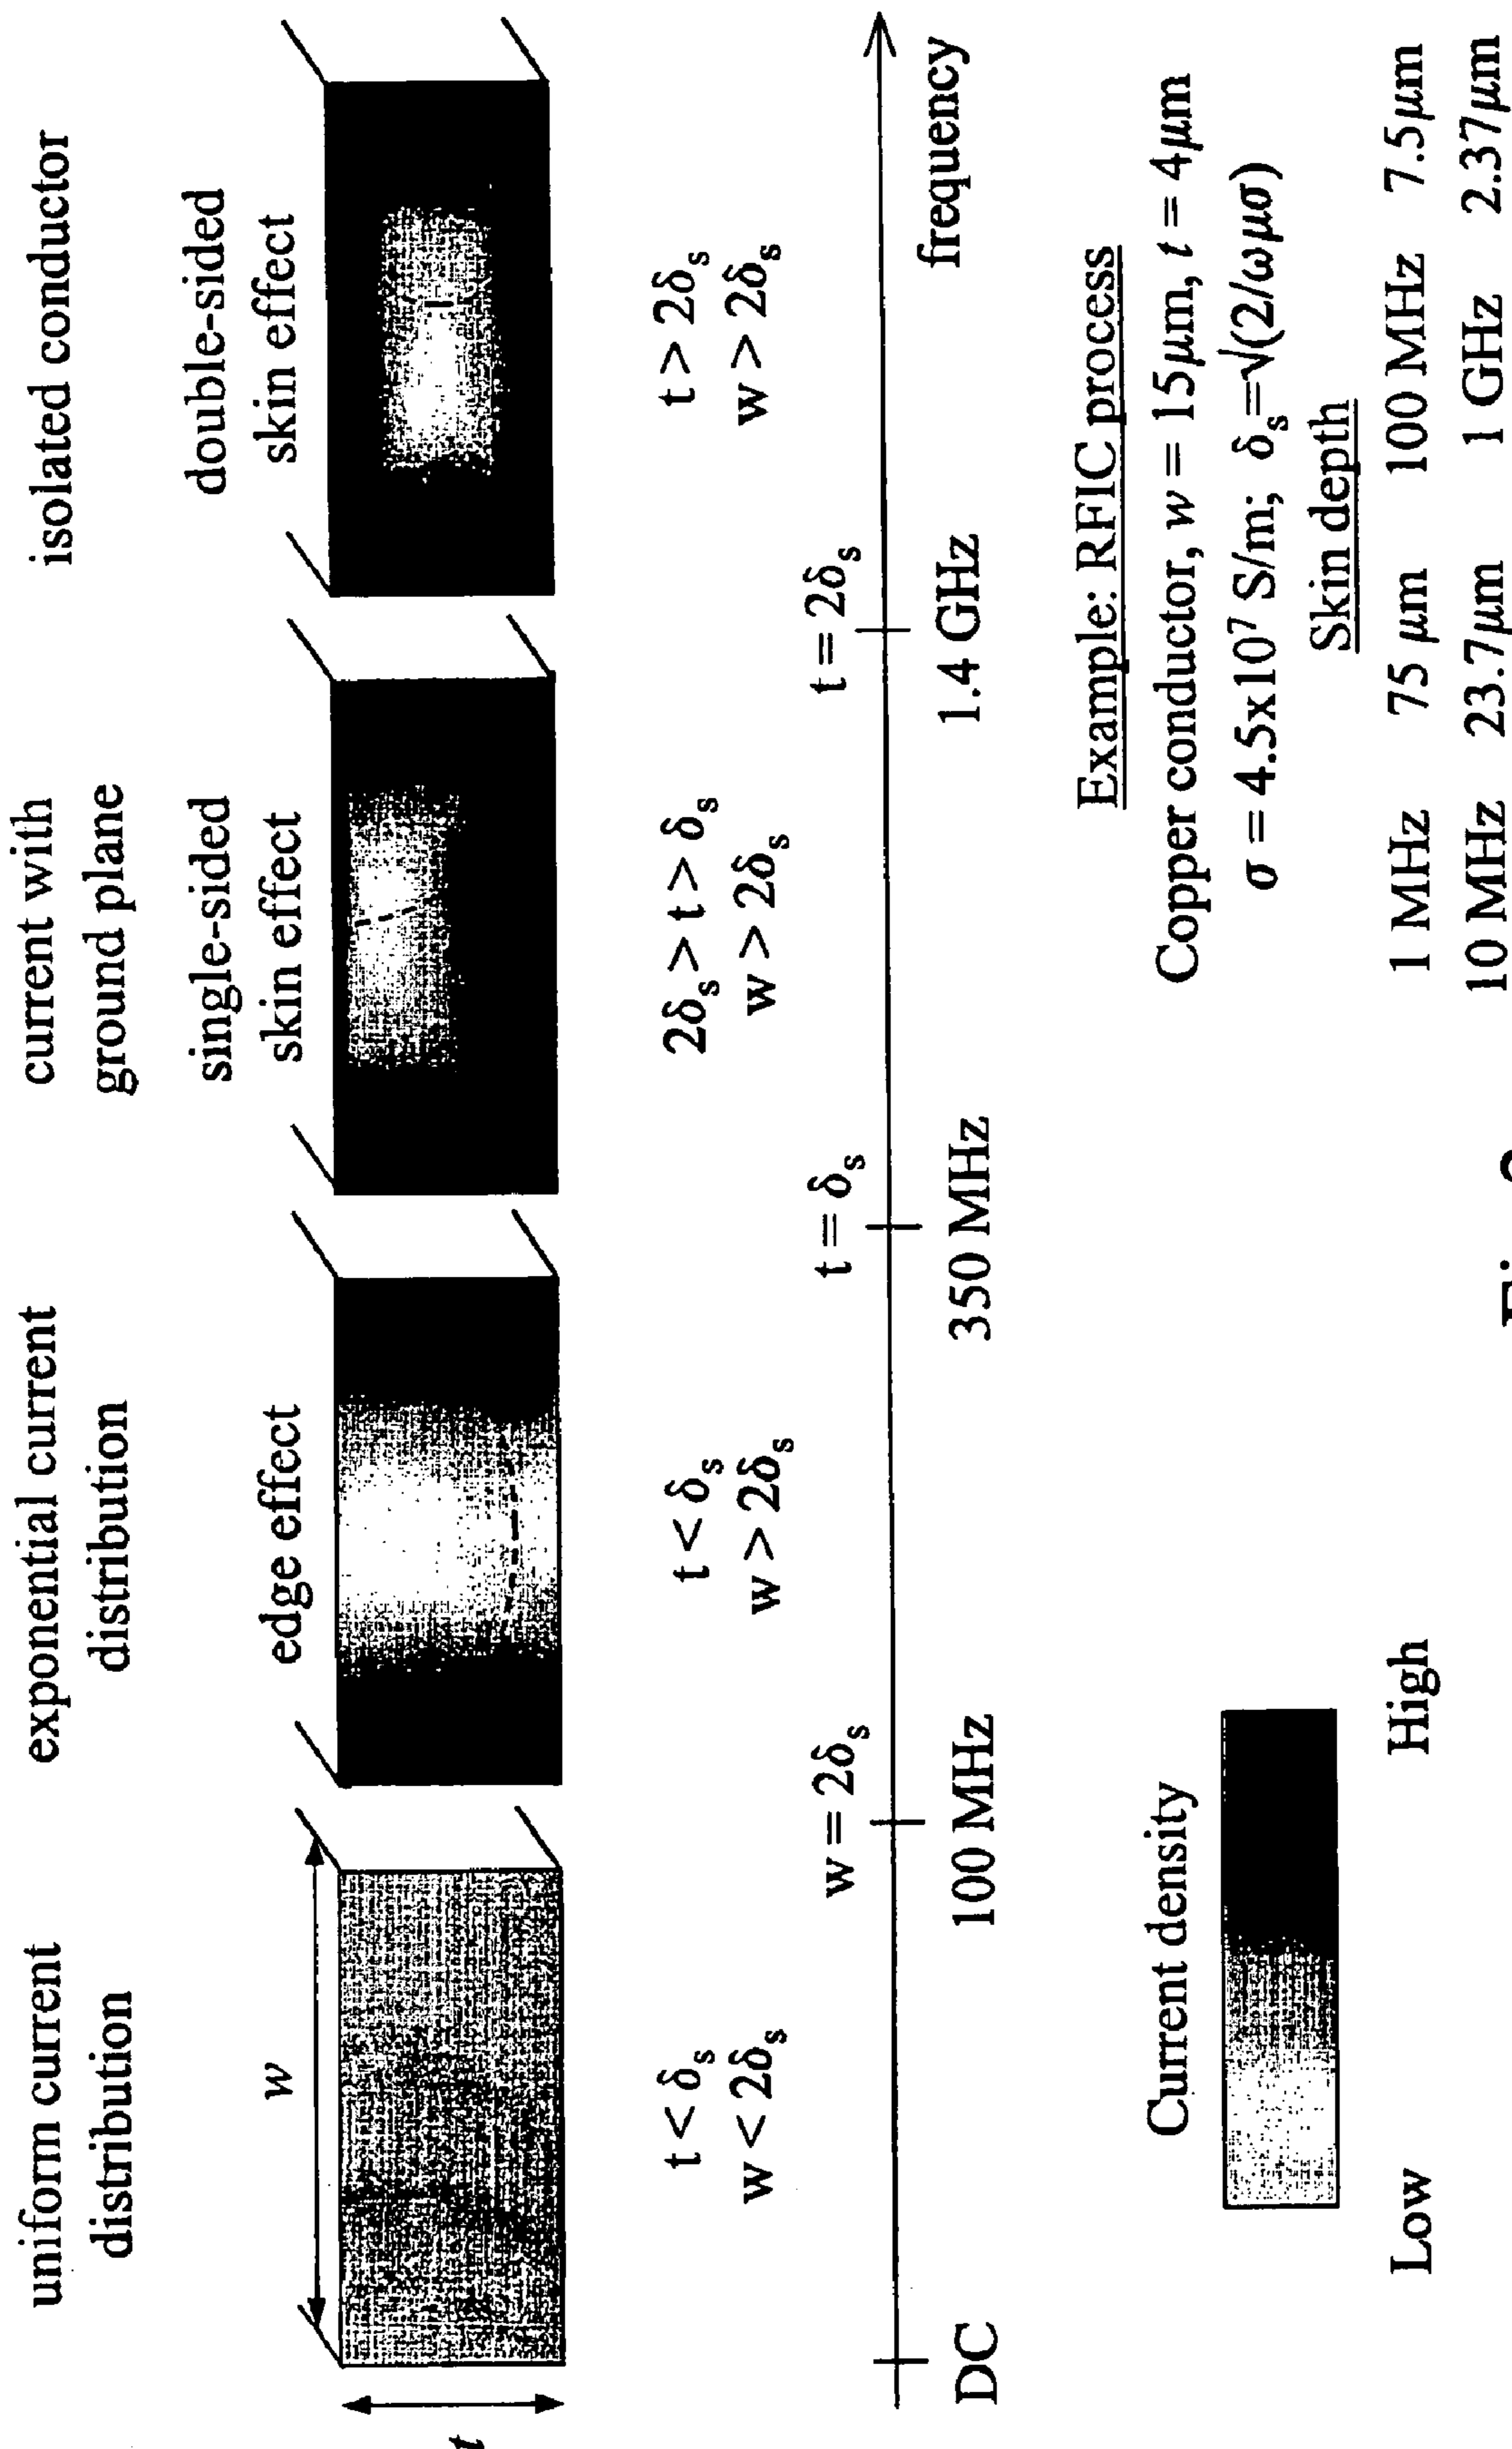 uniform current
distribution
exponential current
distribution
current with
ground plane
isolated conductor
edge effect
single-sided
skin effect
double-sided
skin effect
w
t
t < δs
w < 2δs
t < δs
w > 2δs
2δs > t > δs
w > 2δs
t > 2δs
w > 2δs
w = 2δs
t = δs
t = 2δs
DC
100 MHz
350 MHz
1.4 GHz
frequency
Current density
Low
High
Example: RFIC process
Copper conductor, w = 15μm, t = 4μm
σ = 4.5x10⁷ S/m; δs =√(2/ωμσ)
Skin depth
1 MHz 75 μm 100 MHz 7.5μm
10 MHz 23.7μm 1 GHz 2.37μm